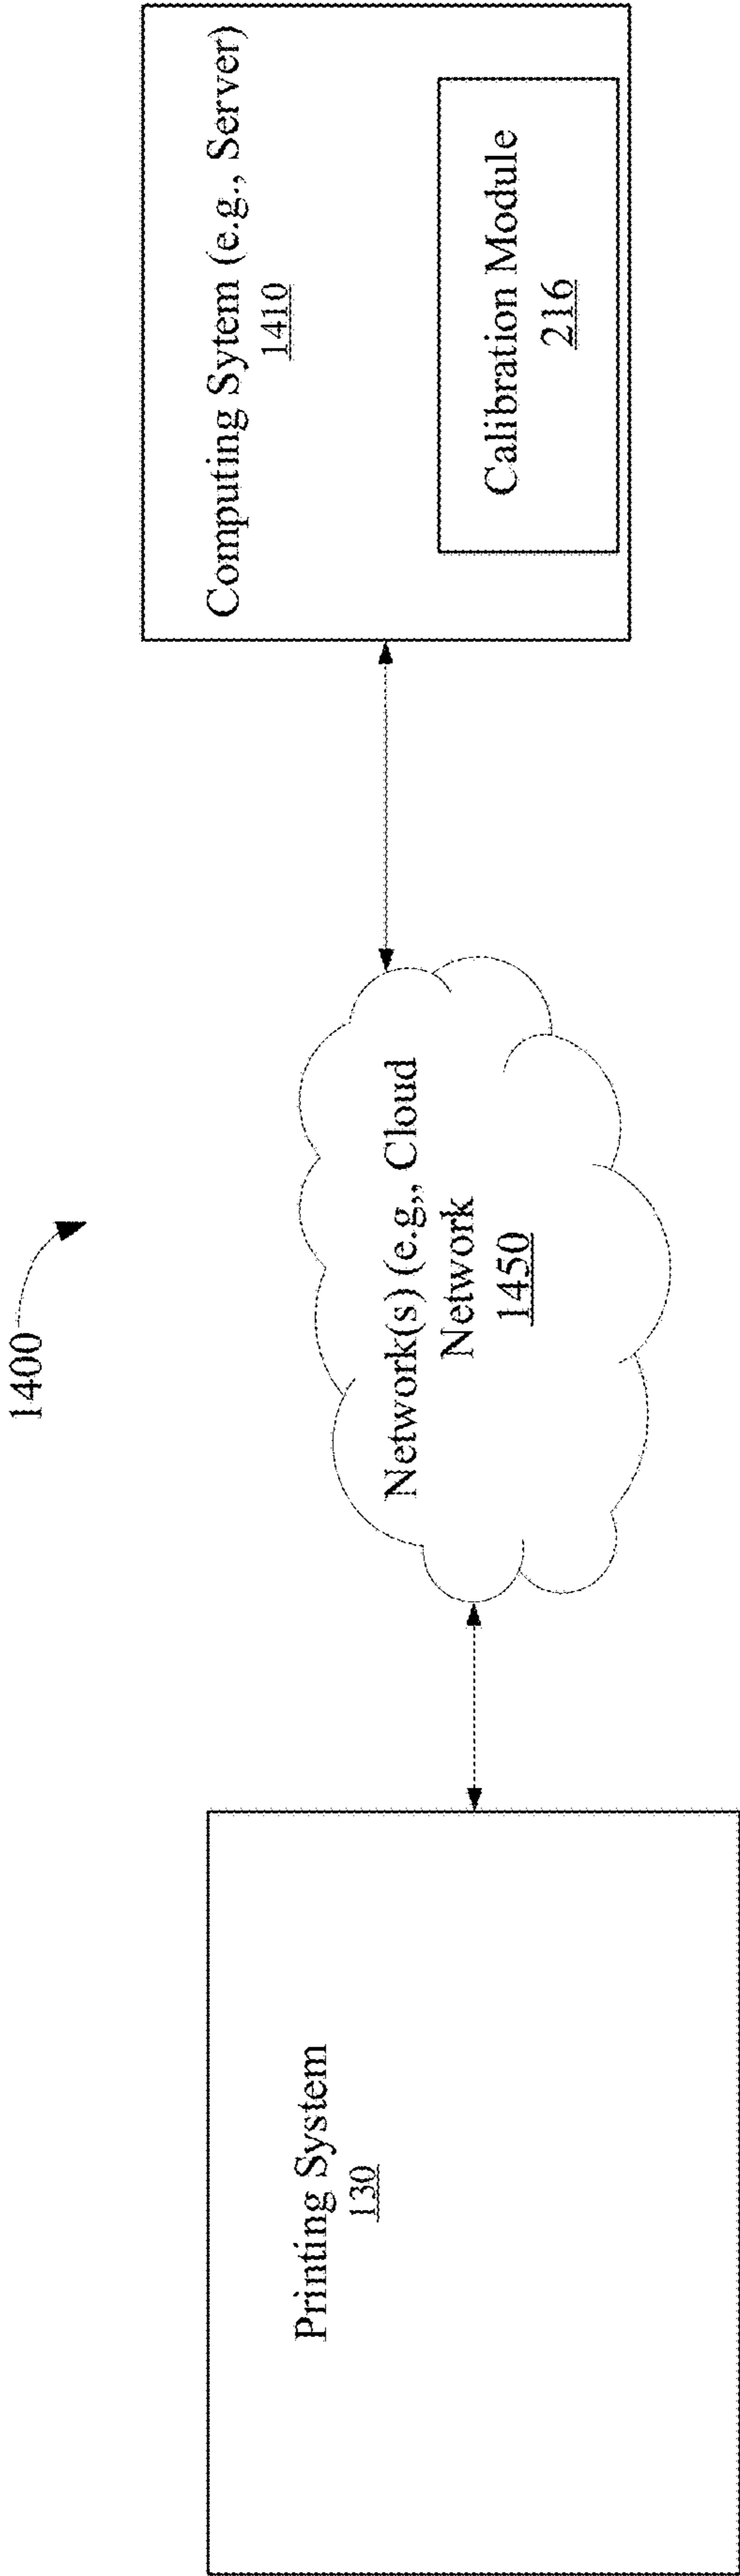 1400
Printing System
130
Network(s) (e.g,, Cloud
Network
1450
Computing Sytem (e.g., Server)
1410
Calibration Module
216